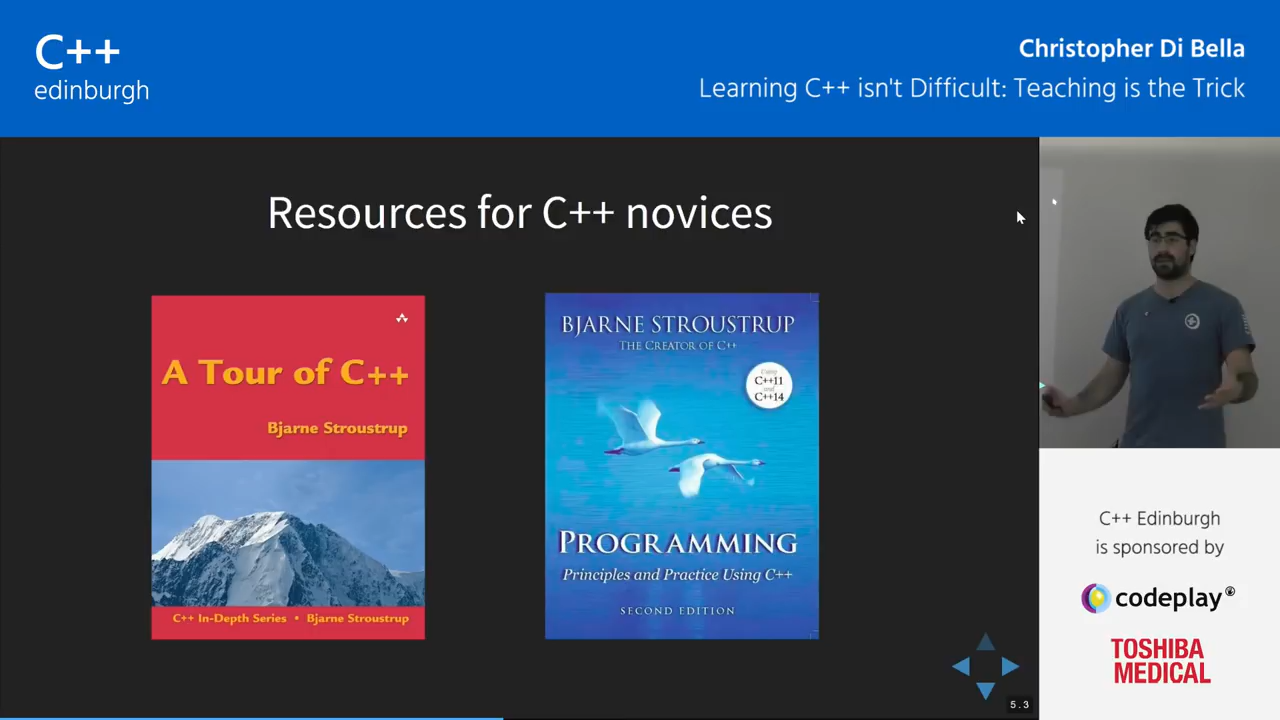 C++
edinburgh
Christopher Di Bella
Learning C++ isn't Difficult: Teaching is the Trick
Resources for C++ novices
A Tour of C++
Bjarne Stroustrup
C++ In-Depth Series • Bjarne Stroustrup
BJARNE STROUSTRUP
THE CREATOR OF C++
Using
C++11
and
C++14
PROGRAMMING
Principles and Practice Using C++
SECOND EDITION
5.3
C++ Edinburgh
is sponsored by
codeplay
TOSHIBA
MEDICAL